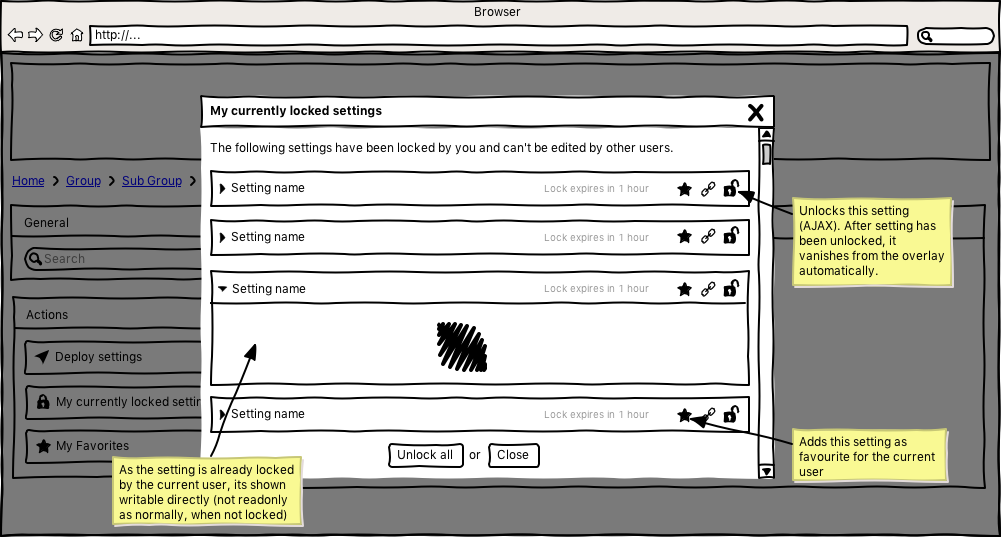 Browser
http://...
My currently locked settings
The following settings have been locked by you and can't be edited by other users.
Home
Group
Sub Group
Setting name
Lock expires in 1 hour
Setting name
Lock expires in 1 hour
Setting name
Lock expires in 1 hour
Setting name
Lock expires in 1 hour
Unlock all or Close
General
Search
Actions
Deploy settings
My currently locked settin
My Favorites
Unlocks this setting
(AJAX). After setting has
been unlocked, it
vanishes from the overlay
automatically.
Adds this setting as
favourite for the current
user
As the setting is already locked
by the current user, its shown
writable directly (not readonly
as normally, when not locked)